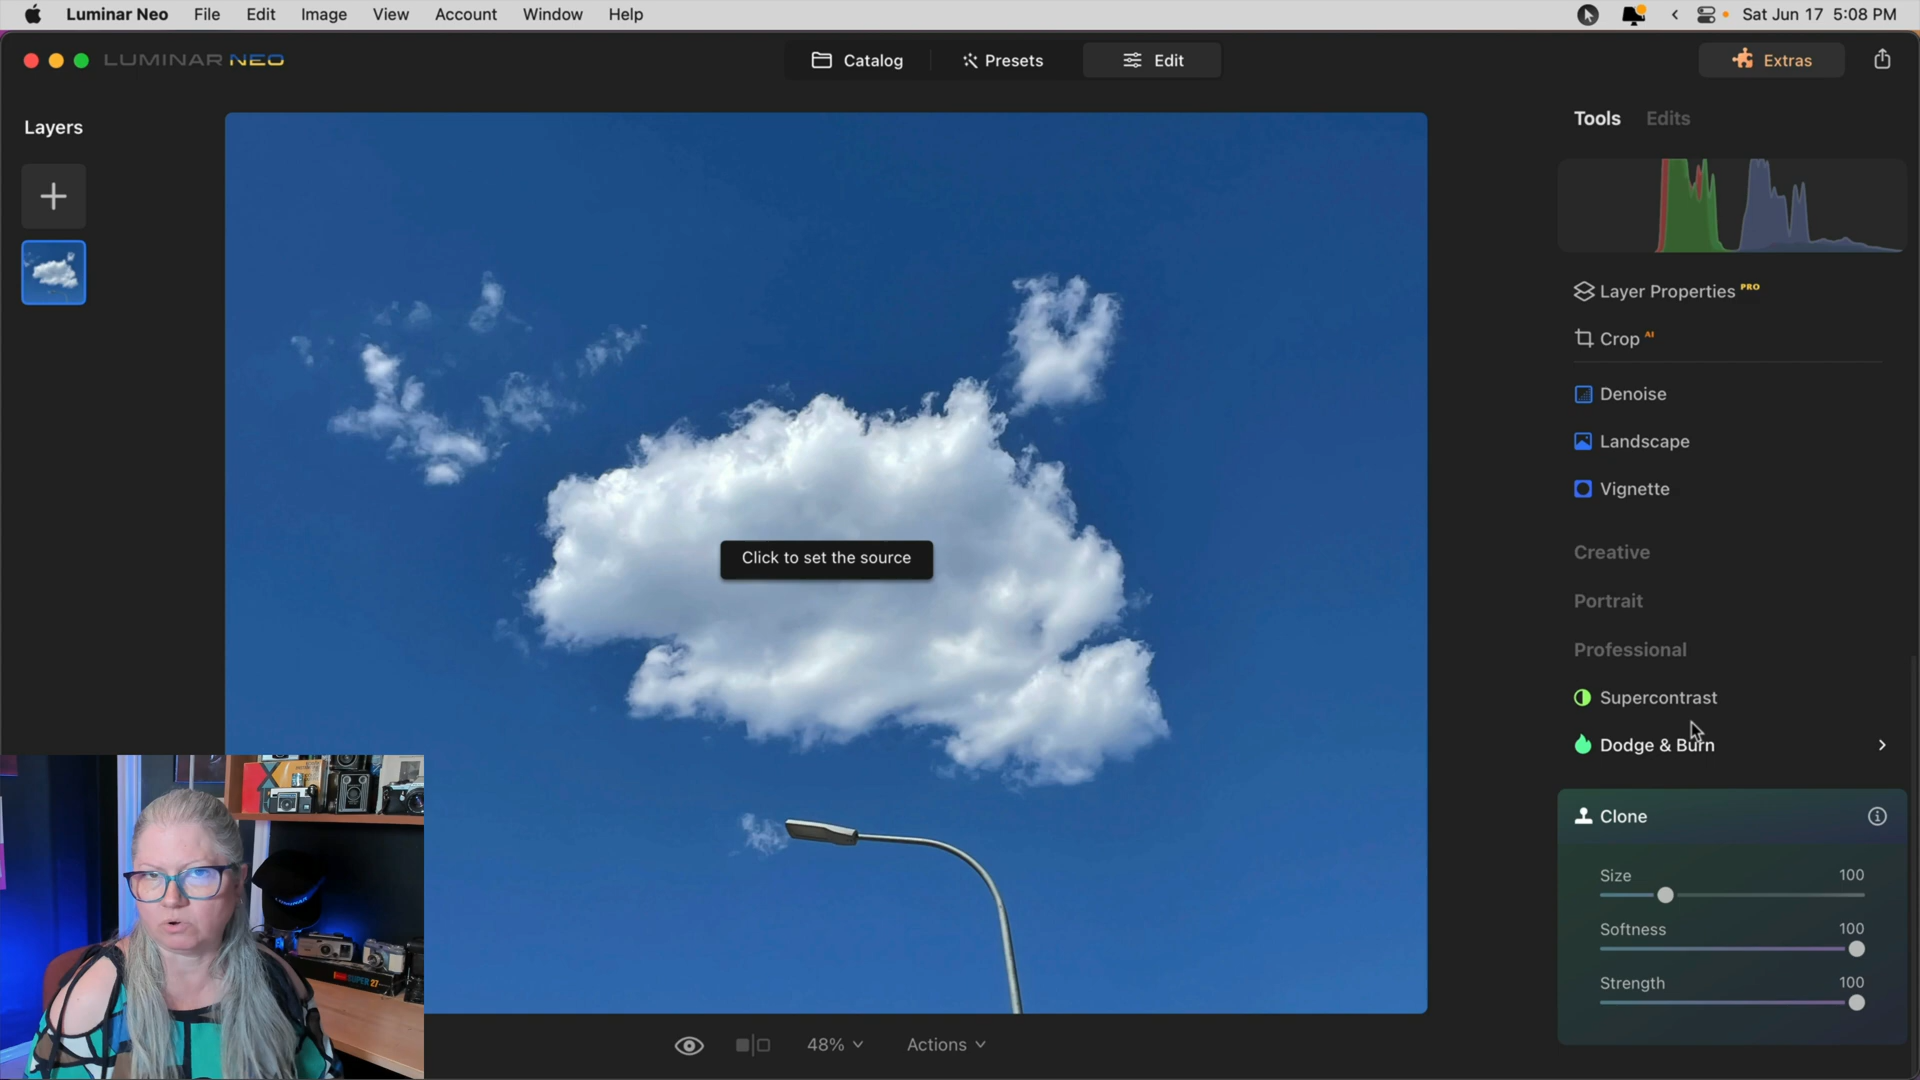 Luminar Neo File Edit Image View Account Window Help
Sat Jun 17 5:08 PM
LUMINAR NEO
Catalog
Presets
Edit
Extras
Layers
Tools Edits
Layer Properties PRO
Crop AI
Denoise
Landscape
Vignette
Click to set the source
Creative
Portrait
Professional
Supercontrast
Dodge & Burn
Clone
Size 100
Softness 100
Strength 100
48% Actions
SUPER 27